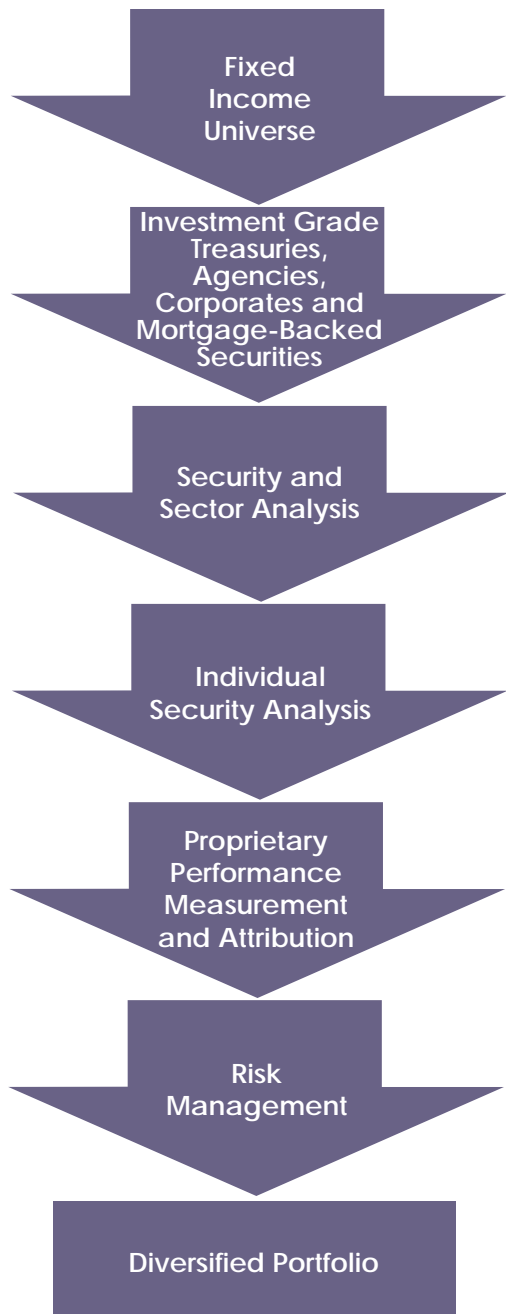 Fixed
Income
Universe
Investment Grade
Treasuries,
Agencies,
Corporates and
Mortgage-Backed
Securities
Security and
Sector Analysis
Individual
Security Analysis
Proprietary
Performance
Measurement
and Attribution
Risk
Management
Diversified Portfolio